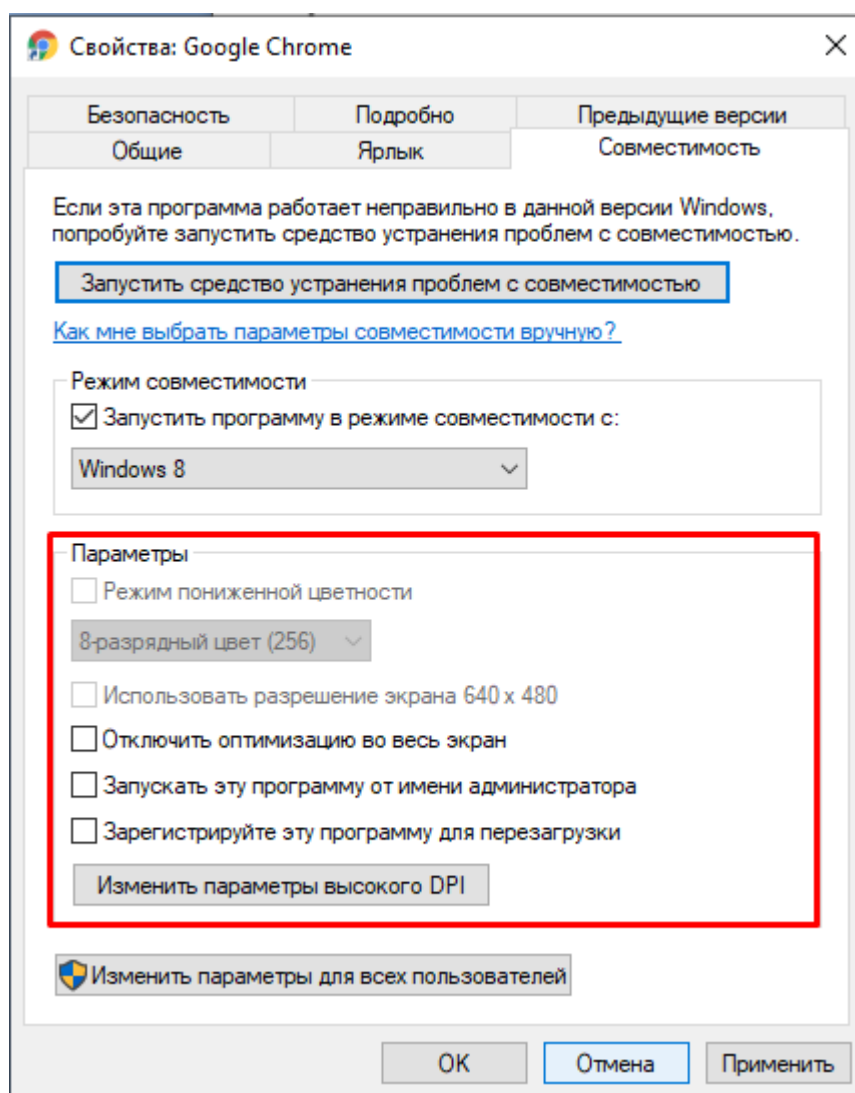 Свойства: Google Chrome
Безопасность
Подробно
Предыдущие версии
Общие
Ярлык
Совместимость
Если эта программа работает неправильно в данной версии Windows,
попробуйте запустить средство устранения проблем с совместимостью.
Запустить средство устранения проблем с совместимостью
Как мне выбрать параметры совместимости вручную?
Режим совместимости
Запустить программу в режиме совместимости с:
Windows 8
Параметры
Режим пониженной цветности
8-разрядный цвет (256)
Использовать разрешение экрана 640 x 480
Отключить оптимизацию во весь экран
Запускать эту программу от имени администратора
Зарегистрируйте эту программу для перезагрузки
Изменить параметры высокого DPI
Изменить параметры для всех пользователей
ОК
Отмена
Применить